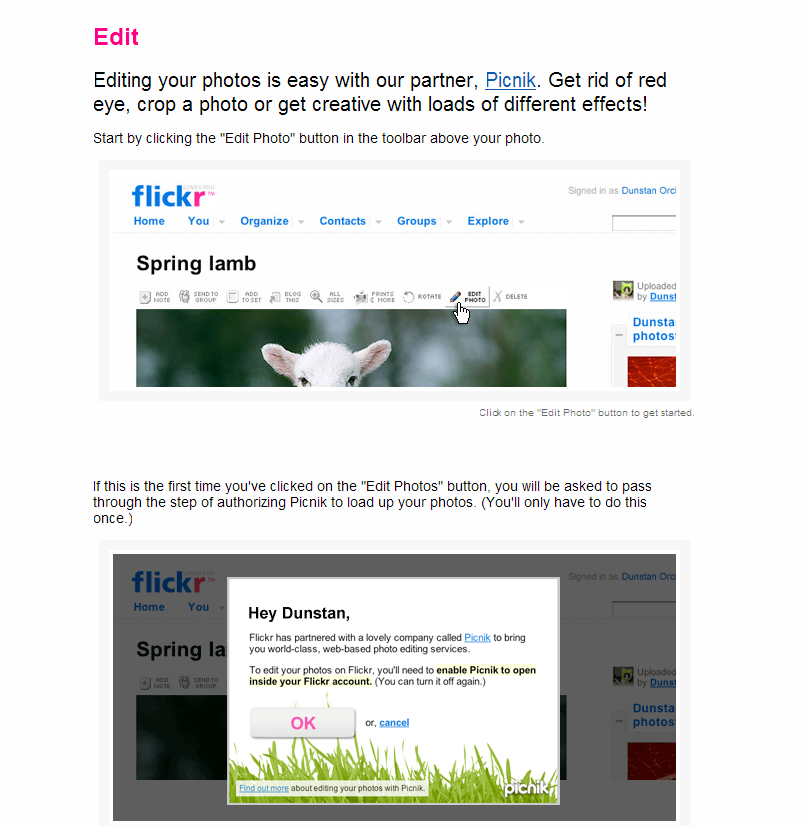 Edit
Editing your photos is easy with our partner, Picnik. Get rid of red
eye, crop a photo or get creative with loads of different effects!
Start by clicking the "Edit Photo" button in the toolbar above your photo.
flickr LOVES YOU TM
Signed in as Dunstan Orch
Home You Organize Contacts Groups Explore
Spring lamb
ADD NOTE SEND TO GROUP ADD TO SET BLOG THIS ALL SIZES PRINTS & MORE ROTATE EDIT PHOTO DELETE
Uploaded
by Dunst
Dunsta
photos
Click on the "Edit Photo" button to get started.
If this is the first time you've clicked on the "Edit Photos" button, you will be asked to pass
through the step of authorizing Picnik to load up your photos. (You'll only have to do this
once.)
flickr TM
Signed in as Dunstan Orch
Home You
Spring la
ADD NOTE SEND TO GROUP
Uploaded
by Dunst
Dunsta
photos
Hey Dunstan,
Flickr has partnered with a lovely company called Picnik to bring
you world-class, web-based photo editing services.
To edit your photos on Flickr, you'll need to enable Picnik to open
inside your Flickr account. (You can turn it off again.)
OK or, cancel
Find out more about editing your photos with Picnik.
picnik